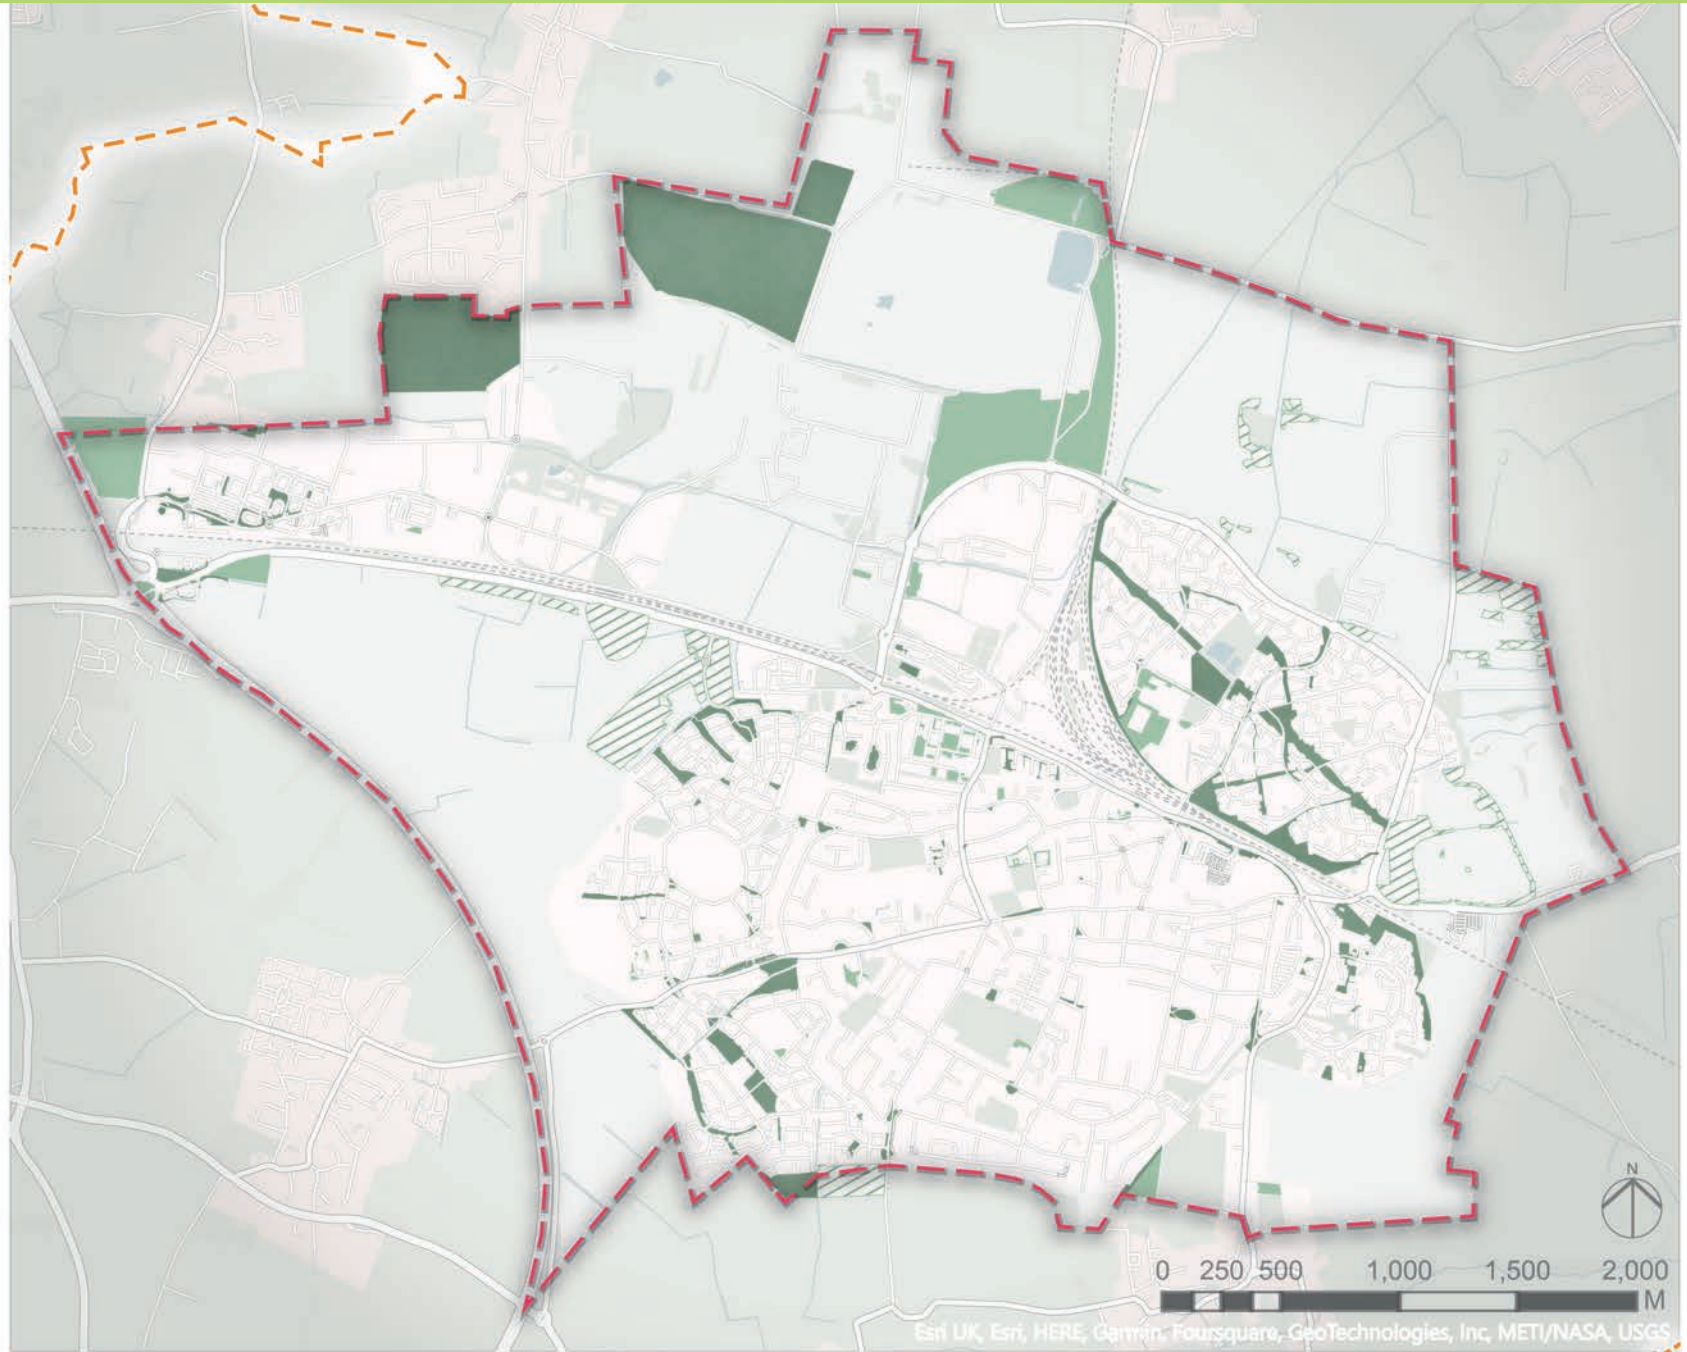 N
0 250 500 1,000 1,500 2,000
M
Esri UK, Esri, HERE, Garmin, Foursquare, GeoTechnologies, Inc, METI/NASA, USGS